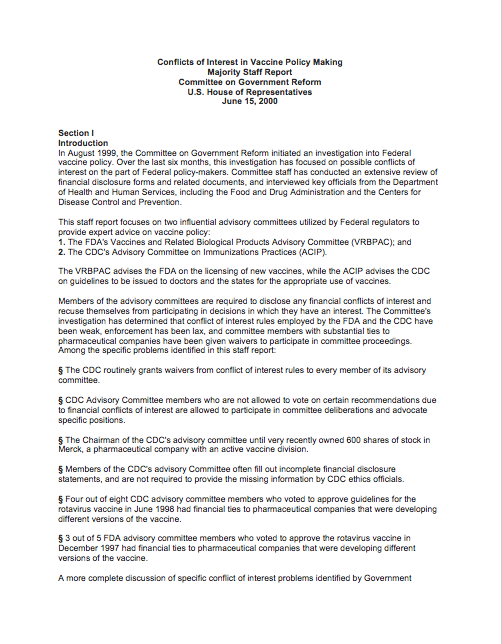 Conflicts of Interest in Vaccine Policy Making
Majority Staff Report
Committee on Government Reform
U.S. House of Representatives
June 15, 2000
Section I
Introduction
In August 1999, the Committee on Government Reform initiated an investigation into Federal
vaccine policy. Over the last six months, this investigation has focused on possible conflicts of
interest on the part of Federal policy-makers. Committee staff has conducted an extensive review of
financial disclosure forms and related documents, and interviewed key officials from the Department
of Health and Human Services, including the Food and Drug Administration and the Centers for
Disease Control and Prevention.
This staff report focuses on two influential advisory committees utilized by Federal regulators to
provide expert advice on vaccine policy:
1. The FDA's Vaccines and Related Biological Products Advisory Committee (VRBPAC); and
2. The CDC's Advisory Committee on Immunizations Practices (ACIP).
The VRBPAC advises the FDA on the licensing of new vaccines, while the ACIP advises the CDC
on guidelines to be issued to doctors and the states for the appropriate use of vaccines.
Members of the advisory committees are required to disclose any financial conflicts of interest and
recuse themselves from participating in decisions in which they have an interest. The Committee's
investigation has determined that conflict of interest rules employed by the FDA and the CDC have
been weak, enforcement has been lax, and committee members with substantial ties to
pharmaceutical companies have been given waivers to participate in committee proceedings.
Among the specific problems identified in this staff report:
§ The CDC routinely grants waivers from conflict of interest rules to every member of its advisory
committee.
§ CDC Advisory Committee members who are not allowed to vote on certain recommendations due
to financial conflicts of interest are allowed to participate in committee deliberations and advocate
specific positions.
§ The Chairman of the CDC's advisory committee until very recently owned 600 shares of stock in
Merck, a pharmaceutical company with an active vaccine division.
§ Members of the CDC's advisory Committee often fill out incomplete financial disclosure
statements, and are not required to provide the missing information by CDC ethics officials.
§ Four out of eight CDC advisory committee members who voted to approve guidelines for the
rotavirus vaccine in June 1998 had financial ties to pharmaceutical companies that were developing
different versions of the vaccine.
§ 3 out of 5 FDA advisory committee members who voted to approve the rotavirus vaccine in
December 1997 had financial ties to pharmaceutical companies that were developing different
versions of the vaccine.
A more complete discussion of specific conflict of interest problems identified by Government